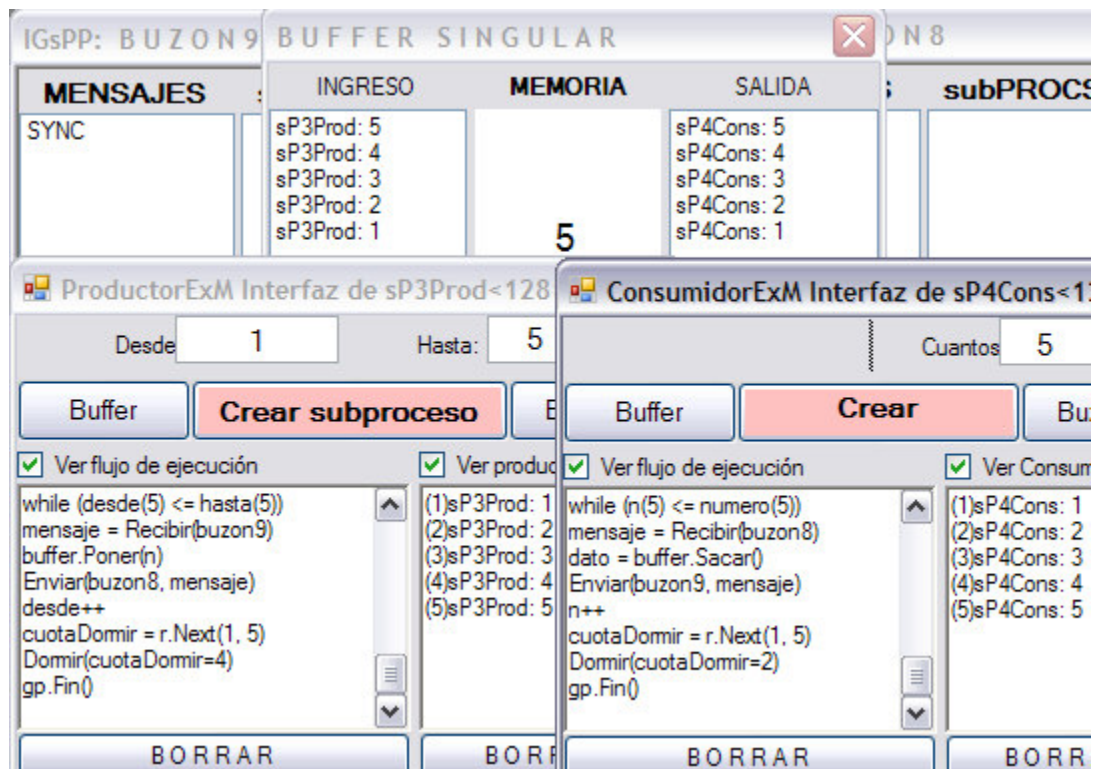 IGsPP: B U Z O N 9
B U F F E R   S I N G U L A R
O N 8
MENSAJES
SYNC
INGRESO
sP3Prod: 5
sP3Prod: 4
sP3Prod: 3
sP3Prod: 2
sP3Prod: 1
MEMORIA
5
SALIDA
sP4Cons: 5
sP4Cons: 4
sP4Cons: 3
sP4Cons: 2
sP4Cons: 1
subPROCS
ProductorExM Interfaz de sP3Prod<128
Desde 1 Hasta: 5
Buffer Crear subproceso B
Ver flujo de ejecución
while (desde(5) <= hasta(5))
mensaje = Recibir(buzon9)
buffer.Poner(n)
Enviar(buzon8, mensaje)
desde++
cuotaDormir = r.Next(1, 5)
Dormir(cuotaDormir=4)
gp.Fin()
B O R R A R
Ver produc
(1)sP3Prod: 1
(2)sP3Prod: 2
(3)sP3Prod: 3
(4)sP3Prod: 4
(5)sP3Prod: 5
B O R R
ConsumidorExM Interfaz de sP4Cons<1
Cuantos 5
Buffer Crear Bu
Ver flujo de ejecución
while (n(5) <= numero(5))
mensaje = Recibir(buzon8)
dato = buffer.Sacar()
Enviar(buzon9, mensaje)
n++
cuotaDormir = r.Next(1, 5)
Dormir(cuotaDormir=2)
gp.Fin()
B O R R A R
Ver Consum
(1)sP4Cons: 1
(2)sP4Cons: 2
(3)sP4Cons: 3
(4)sP4Cons: 4
(5)sP4Cons: 5
B O R R